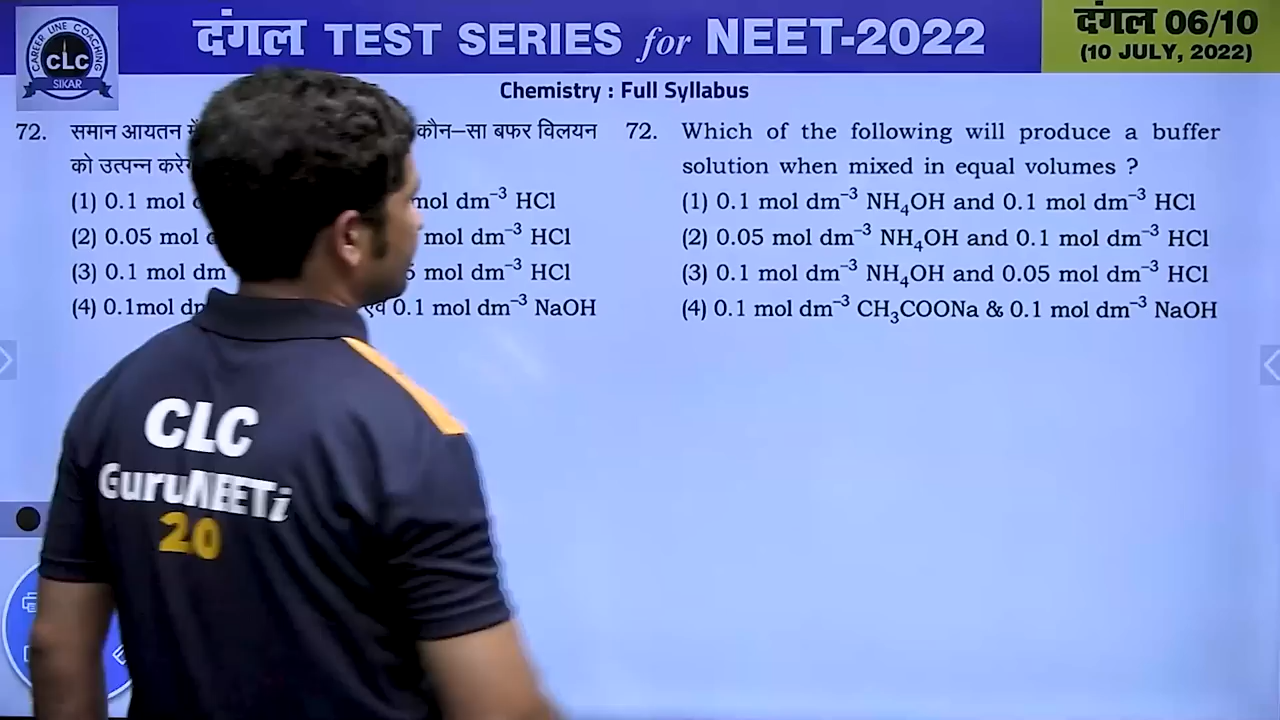 दंगल TEST SERIES for NEET-2022
दंगल 06/10
(10 JULY, 2022)
CAREER LINE COACHING
CLC
SIKAR
Chemistry : Full Syllabus
72. समान आयतन कौन–सा बफर विलयन
को उत्पन्न
(1) 0.1 mol dm⁻³ HCl
(2) 0.05 mol mol dm⁻³ HCl
(3) 0.1 mol dm mol dm⁻³ HCl
(4) 0.1mol एवं 0.1 mol dm⁻³ NaOH
72. Which of the following will produce a buffer
solution when mixed in equal volumes ?
(1) 0.1 mol dm⁻³ NH₄OH and 0.1 mol dm⁻³ HCl
(2) 0.05 mol dm⁻³ NH₄OH and 0.1 mol dm⁻³ HCl
(3) 0.1 mol dm⁻³ NH₄OH and 0.05 mol dm⁻³ HCl
(4) 0.1 mol dm⁻³ CH₃COONa & 0.1 mol dm⁻³ NaOH
CLC
GuruNEETi
2.0